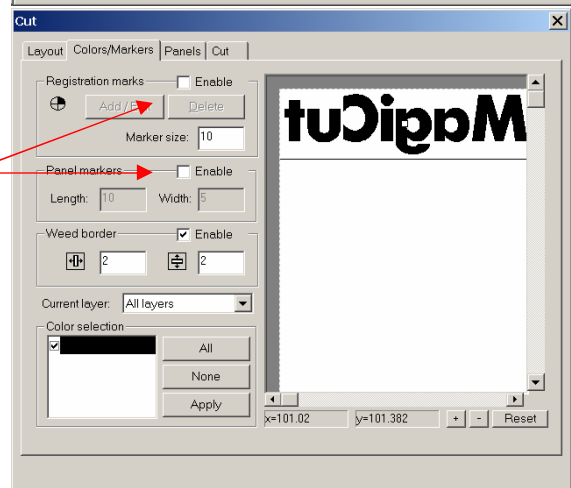 Cut
Layout Colors/Markers Panels Cut
Registration marks Enable
Add / Delete
Marker size: 10
Panel markers Enable
Length: 10 Width: 5
Weed border Enable
2 2
Current layer: All layers
Color selection
All
None
Apply
MagiCut
x=101.02 y=101.382 + - Reset